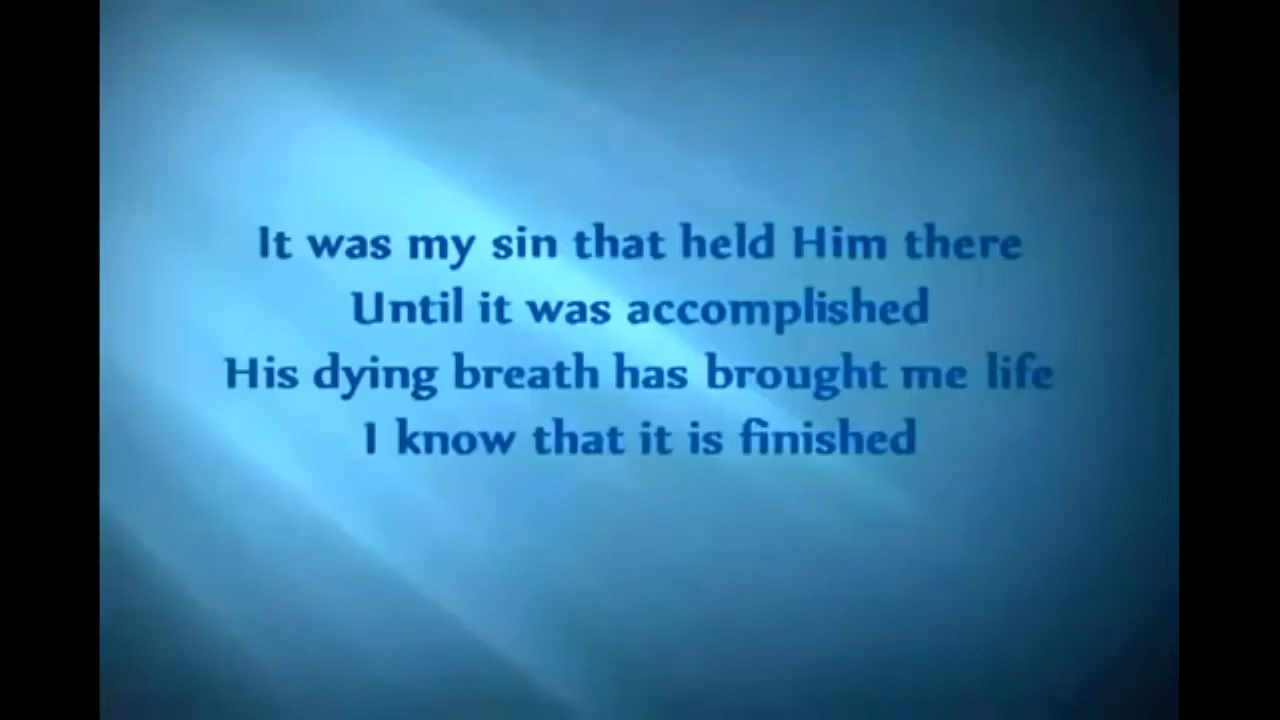 It was my sin that held Him there
Until it was accomplished
His dying breath has brought me life
I know that it is finished